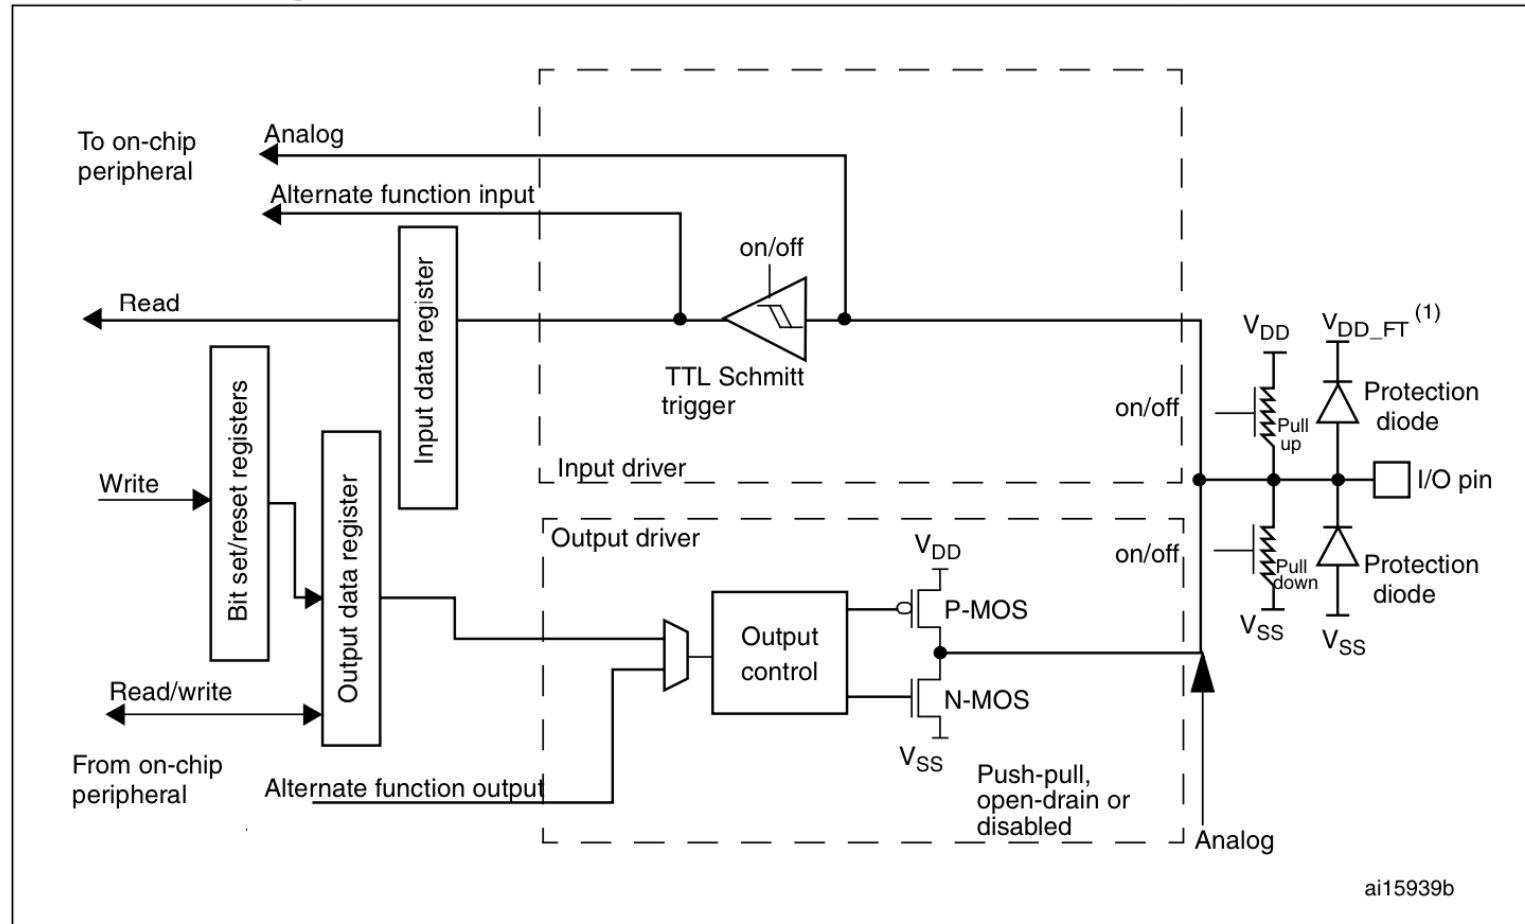 To on-chip
peripheral
Analog
Alternate function input
on/off
Read
Input data register
TTL Schmitt
trigger
Input driver
VDD
VDD_FT (1)
on/off
Pull
up
Protection
diode
I/O pin
Write
Bit set/reset registers
Output data register
Output driver
VDD
on/off
Pull
down
Protection
diode
VSS
VSS
P-MOS
Output
control
N-MOS
VSS
Read/write
From on-chip
peripheral
Alternate function output
Push-pull,
open-drain or
disabled
Analog
ai15939b